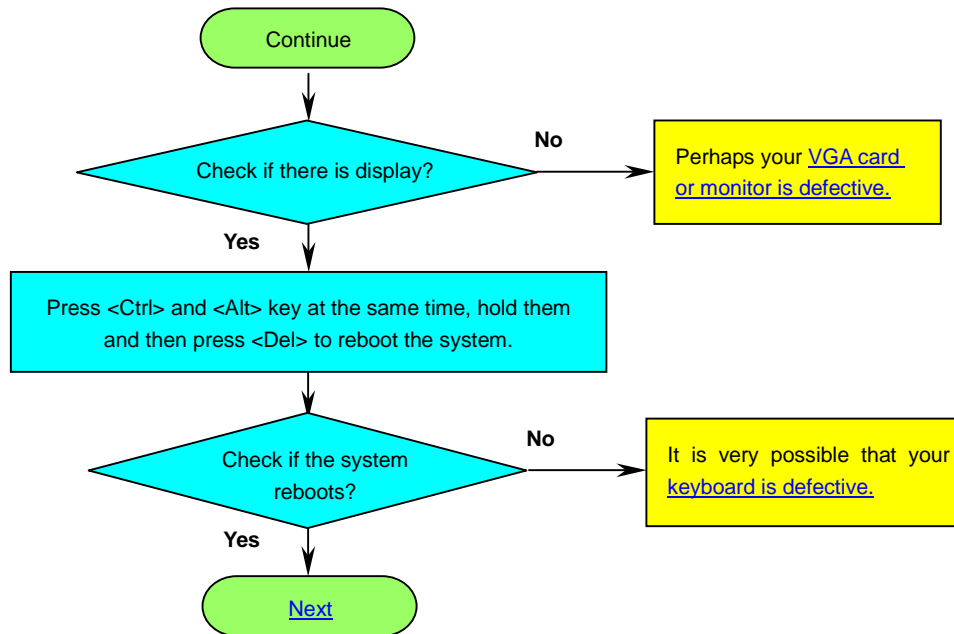 Continue
Check if there is display?
No
Perhaps your VGA card
or monitor is defective.
Yes
Press <Ctrl> and <Alt> key at the same time, hold them
and then press <Del> to reboot the system.
Check if the system
reboots?
No
It is very possible that your
keyboard is defective.
Yes
Next